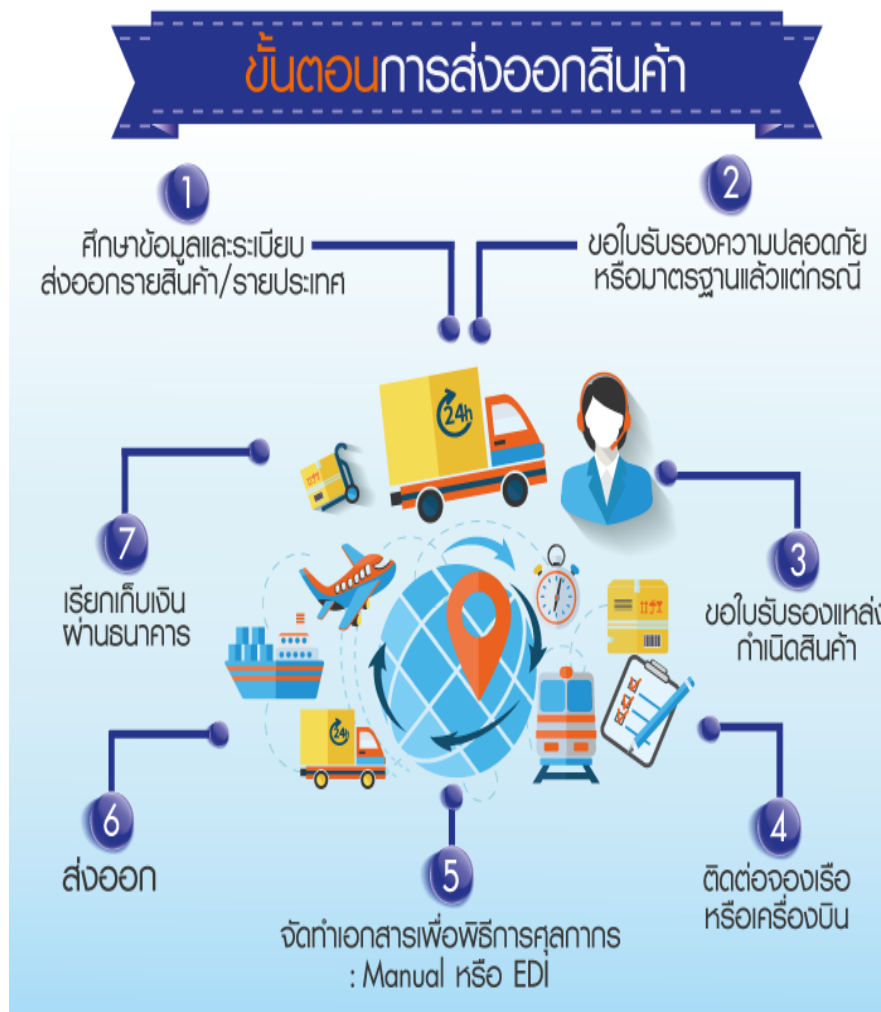 ขั้นตอนการส่งออกสินค้า
1
ศึกษาข้อมูลและระเบียบ
ส่งออกรายสินค้า/รายประเทศ
2
ขอใบรับรองความปลอดภัย
หรือมาตรฐานแล้วแต่กรณี
24h
3
ขอใบรับรองแหล่ง
กำเนิดสินค้า
7
เรียกเก็บเงิน
ผ่านธนาคาร
24h
4
ติดต่อจองเรือ
หรือเครื่องบิน
6
ส่งออก
5
จัดทำเอกสารเพื่อพิธีการศุลกากร
: Manual หรือ EDI